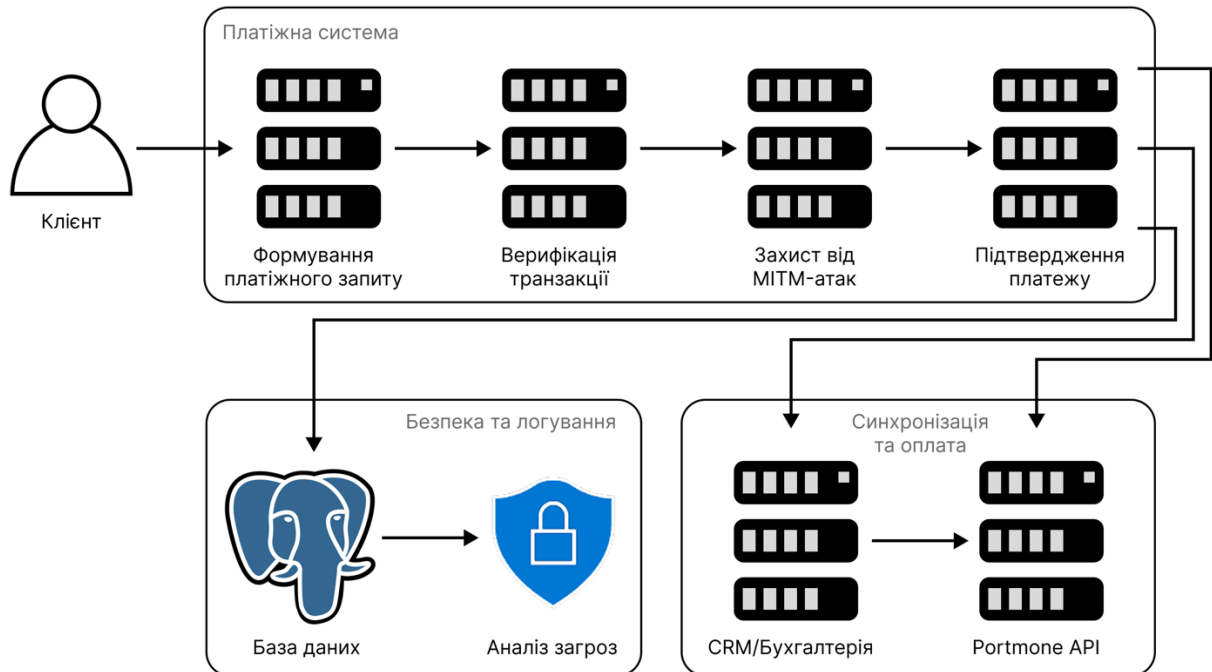 Платіжна система
Клієнт
Формування
платіжного запиту
Верифікація
транзакції
Захист від
MITM-атак
Підтвердження
платежу
Безпека та логування
База даних
Аналіз загроз
Синхронізація
та оплата
CRM/Бухгалтерія
Portmone API